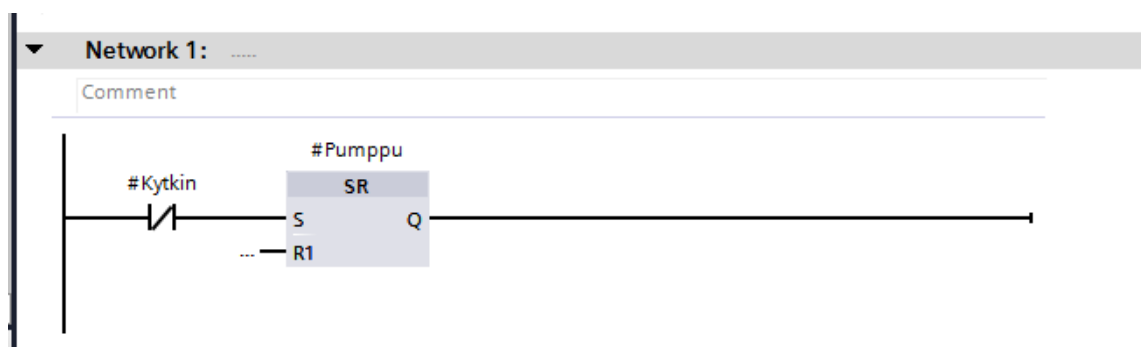 Network 1: .....
Comment
#Pumppu
#Kytkin
SR
S Q
... R1